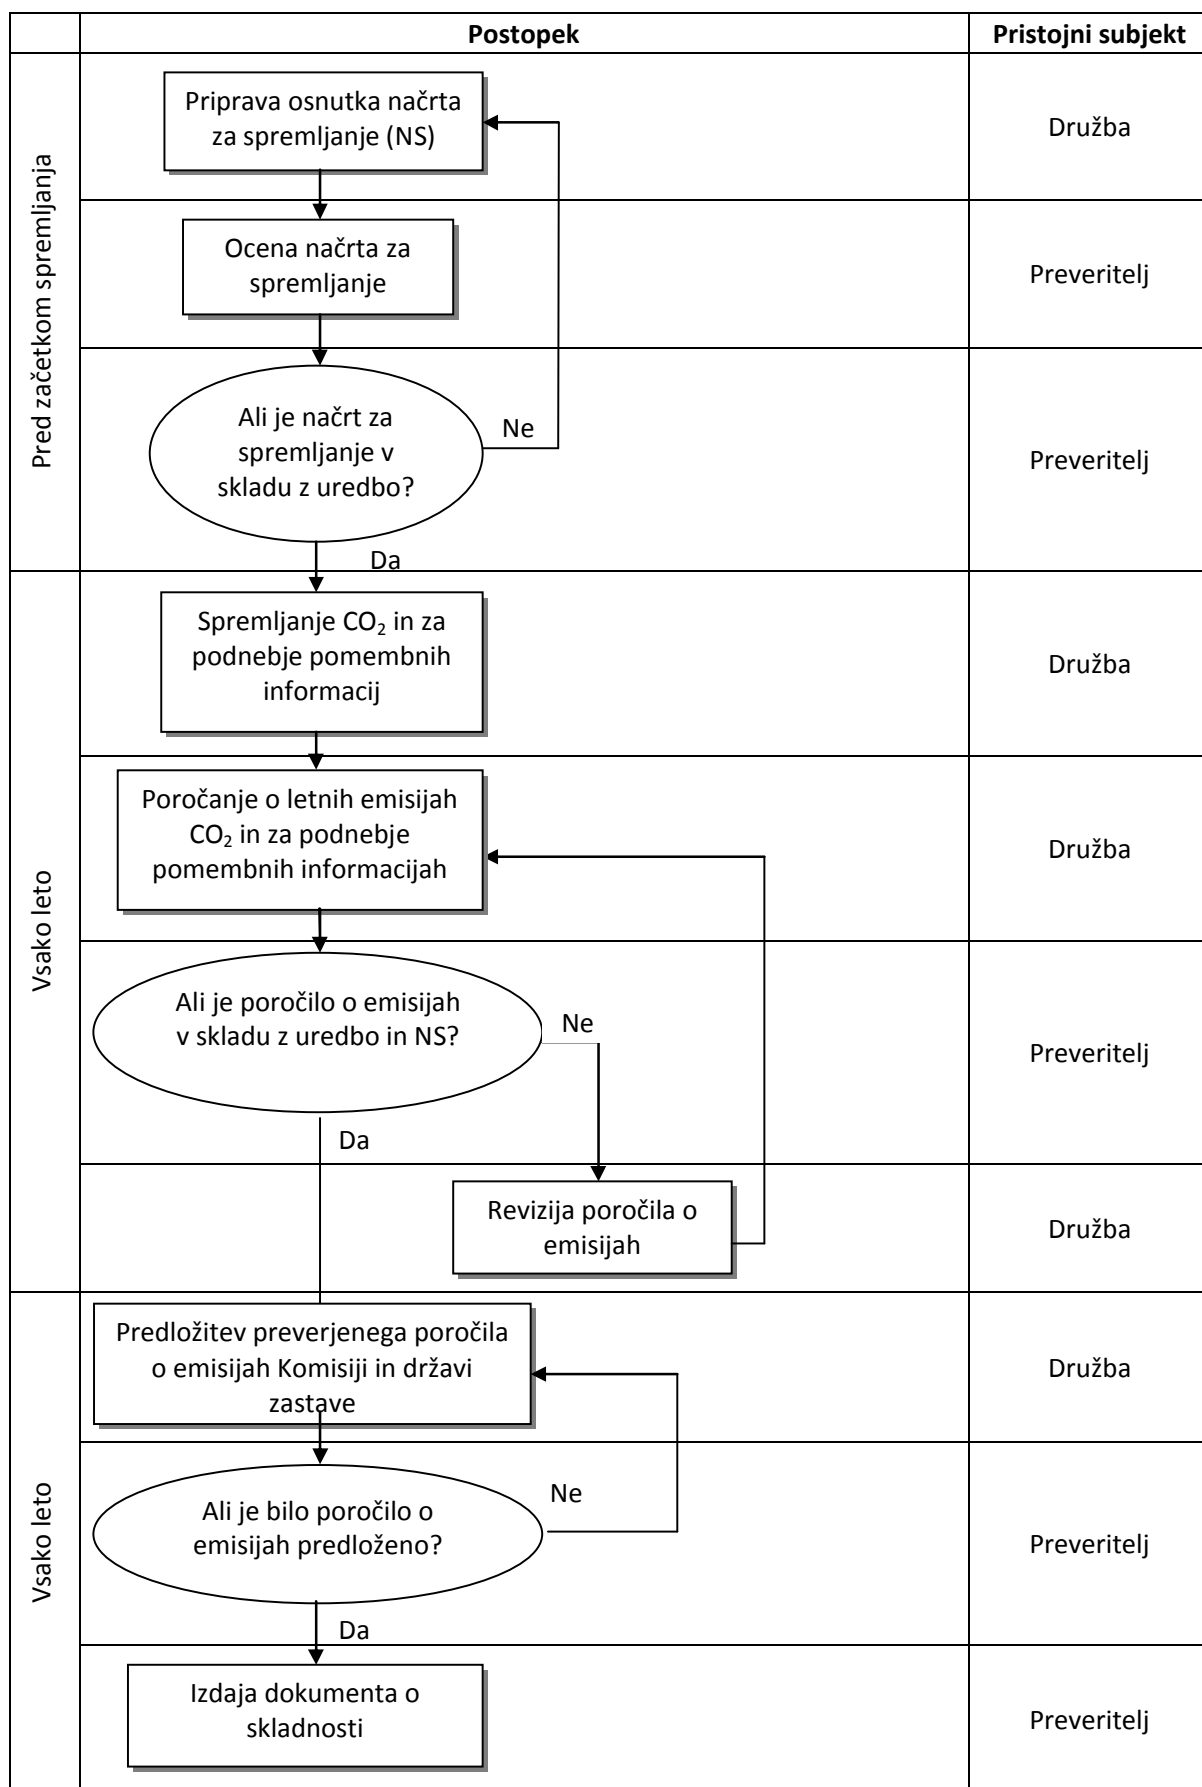 Postopek
Pristojni subjekt
Pred začetkom spremljanja
Priprava osnutka načrta
za spremljanje (NS)
Družba
Ocena načrta za
spremljanje
Preveritelj
Ali je načrt za
spremljanje v
skladu z uredbo?
Ne
Preveritelj
Da
Vsako leto
Spremljanje CO₂ in za
podnebje pomembnih
informacij
Družba
Poročanje o letnih emisijah
CO₂ in za podnebje
pomembnih informacijah
Družba
Ali je poročilo o emisijah
v skladu z uredbo in NS?
Ne
Preveritelj
Da
Revizija poročila o
emisijah
Družba
Vsako leto
Predložitev preverjenega poročila
o emisijah Komisiji in državi
zastave
Družba
Ali je bilo poročilo o
emisijah predloženo?
Ne
Preveritelj
Da
Izdaja dokumenta o
skladnosti
Preveritelj